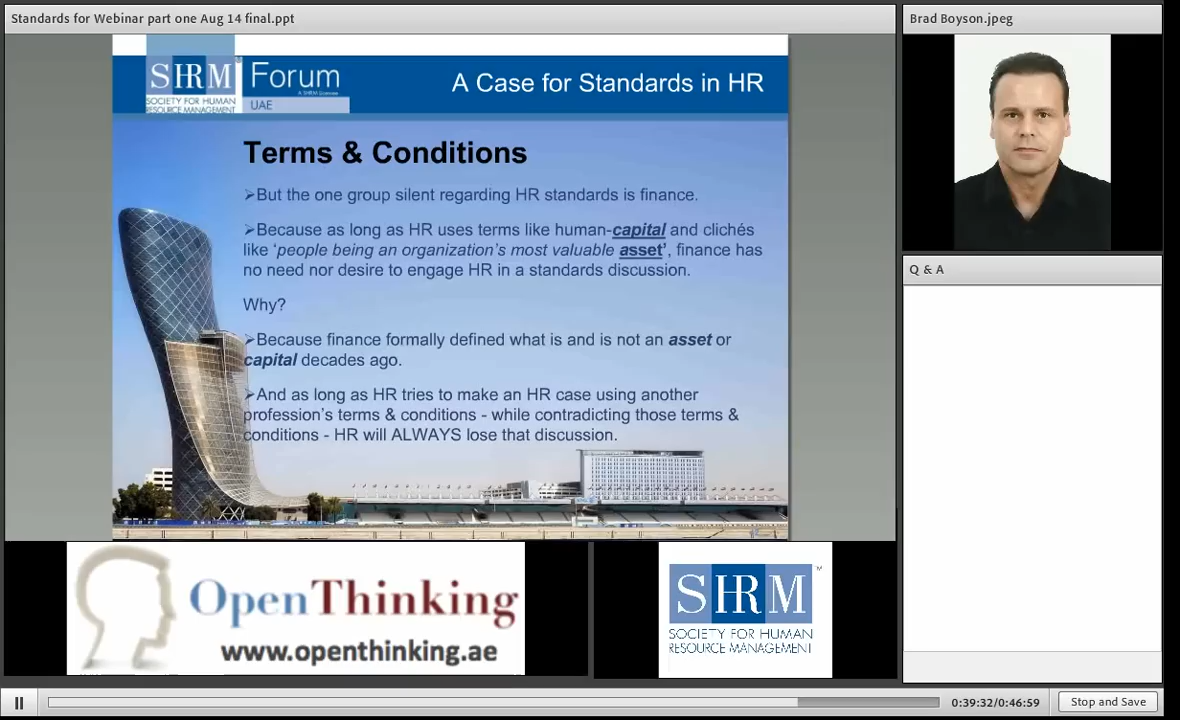 Standards for Webinar part one Aug 14 final.ppt
Brad Boyson.jpeg
SHRM™ Forum
A SHRM Licensee
SOCIETY FOR HUMAN
RESOURCE MANAGEMENT
UAE
A Case for Standards in HR
Terms & Conditions
➢But the one group silent regarding HR standards is finance.
➢Because as long as HR uses terms like human-capital and clichés
like ‘people being an organization’s most valuable asset’, finance has
no need nor desire to engage HR in a standards discussion.
Why?
➢Because finance formally defined what is and is not an asset or
capital decades ago.
➢And as long as HR tries to make an HR case using another
profession’s terms & conditions - while contradicting those terms &
conditions - HR will ALWAYS lose that discussion.
Q & A
OpenThinking
www.openthinking.ae
SHRM™
SOCIETY FOR HUMAN
RESOURCE MANAGEMENT
0:39:32/0:46:59
Stop and Save